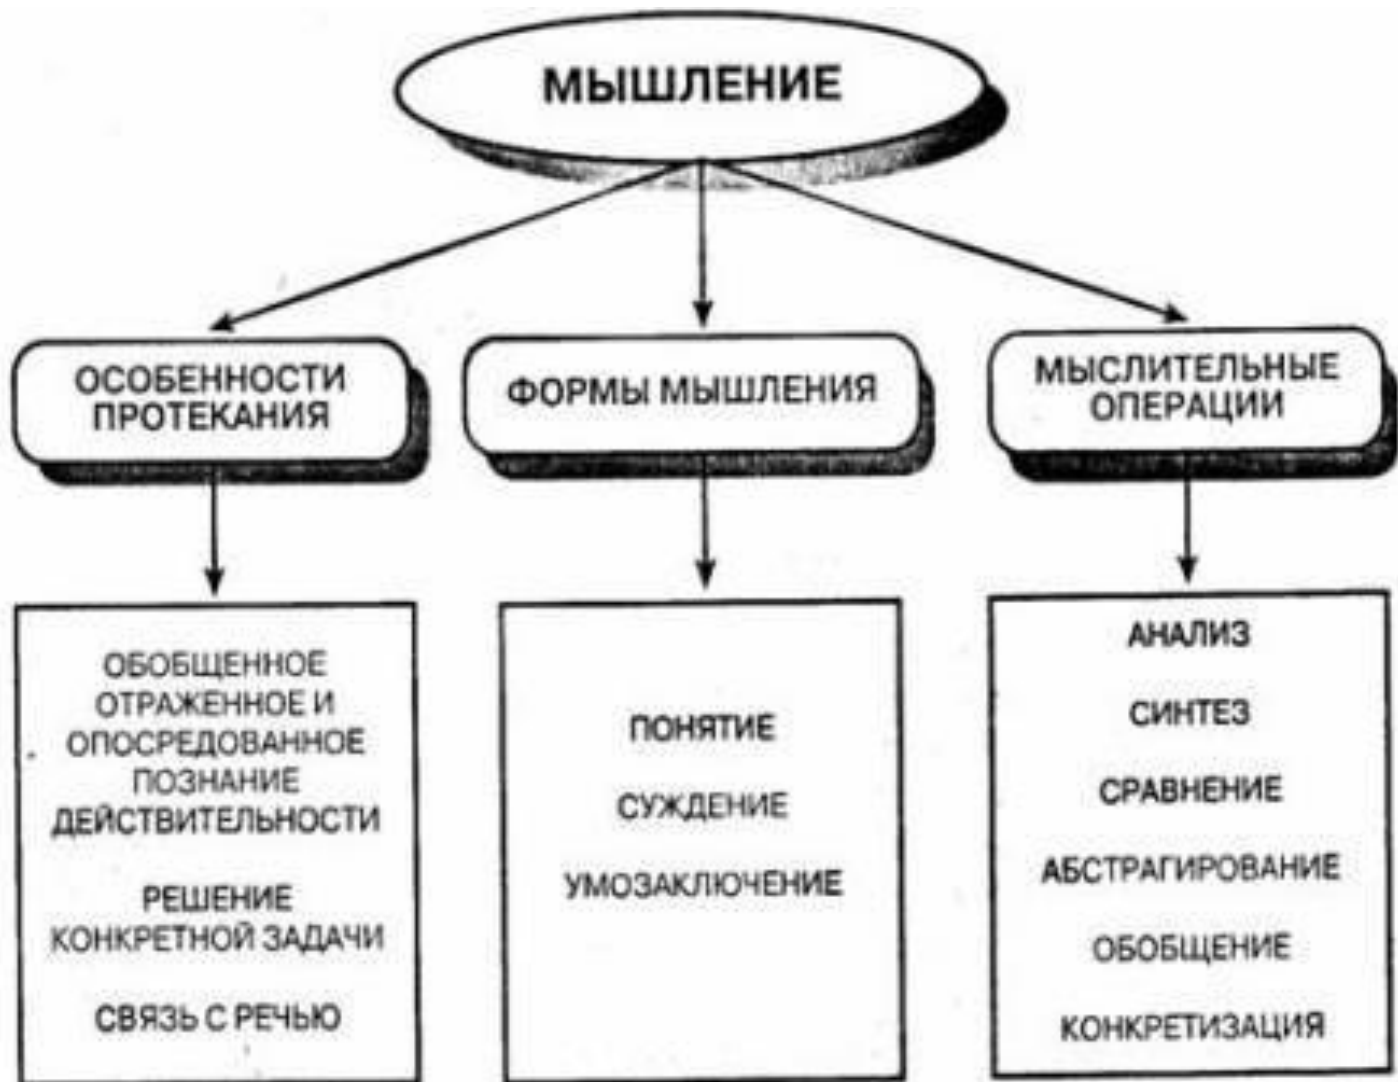 МЫШЛЕНИЕ
ОСОБЕННОСТИ
ПРОТЕКАНИЯ
ФОРМЫ МЫШЛЕНИЯ
МЫСЛИТЕЛЬНЫЕ
ОПЕРАЦИИ
ОБОБЩЕННОЕ
ОТРАЖЕННОЕ И
ОПОСРЕДОВАННОЕ
ПОЗНАНИЕ
ДЕЙСТВИТЕЛЬНОСТИ
РЕШЕНИЕ
КОНКРЕТНОЙ ЗАДАЧИ
СВЯЗЬ С РЕЧЬЮ
ПОНЯТИЕ
СУЖДЕНИЕ
УМОЗАКЛЮЧЕНИЕ
АНАЛИЗ
СИНТЕЗ
СРАВНЕНИЕ
АБСТРАГИРОВАНИЕ
ОБОБЩЕНИЕ
КОНКРЕТИЗАЦИЯ